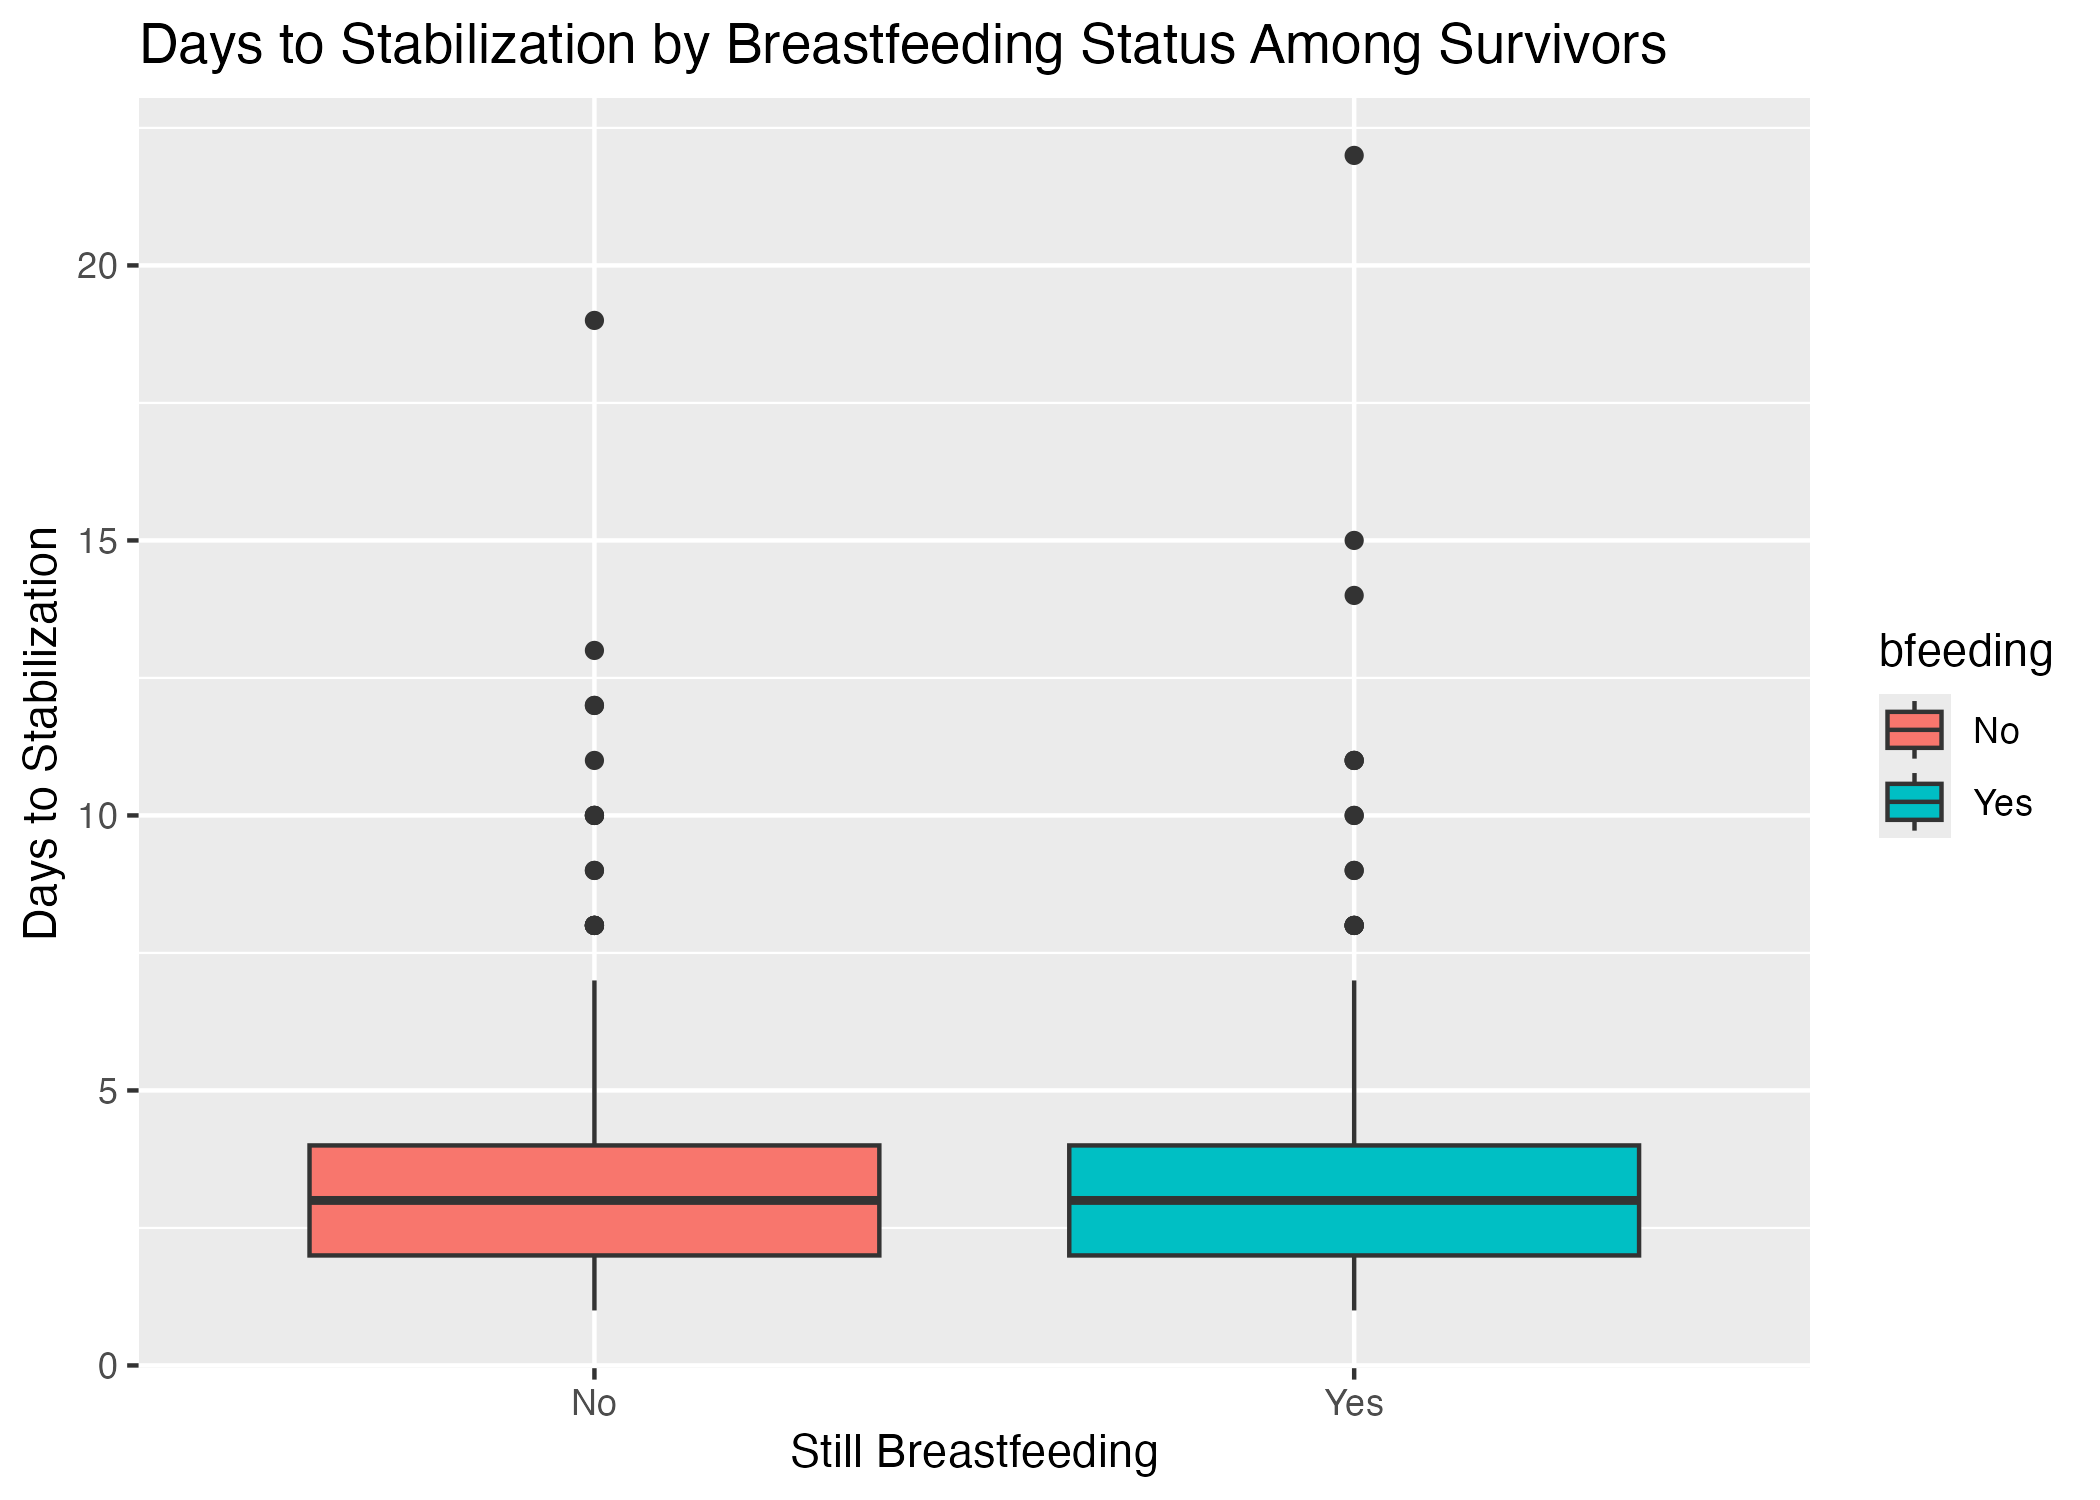 Days to Stabilization by Breastfeeding Status Among Survivors
Days to Stabilization
20
15
10
5
0
No
Yes
Still Breastfeeding
bfeeding
No
Yes